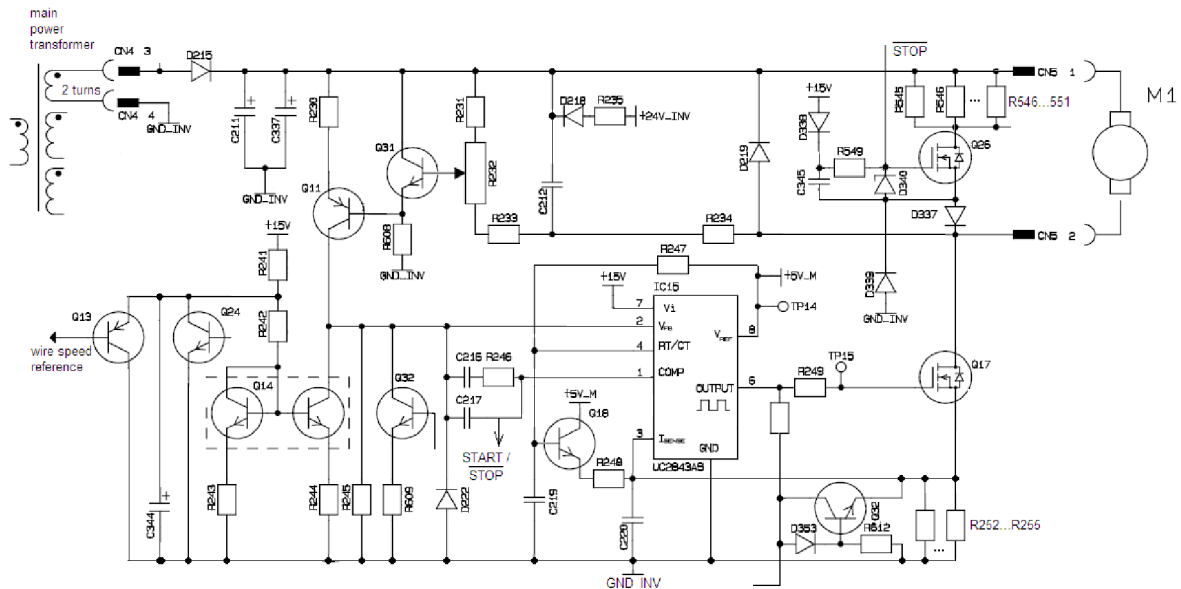 main
power
transformer
CN4 3
2 turns
CN4 4
GND_INV
D215
C211
C337
GND_INV
R230
Q31
R231
R232
Q11
R608
GND_INV
R233
D218
R235
+24V_INV
C212
R234
D219
STOP
+15V
D338
R549
C345
D340
D339
GND_INV
R545
R546
...
R546...551
Q26
D337
CN5 1
CN5 2
M1
+15V
R241
R242
Q13
wire speed
reference
Q24
Q14
R243
R244
R245
Q32
R609
C344
C216
R246
C217
START /
STOP
D222
R247
+5V_M
TP14
+15V
IC15
7
Vi
2
VFB
4
RT/CT
1
COMP
VREF
8
OUTPUT
6
3
ISENSE
GND
UC2843AB
+5V_M
Q18
R248
C219
C220
GND INV
R249
TP15
Q17
Q32
D353
R612
...
R252...R255